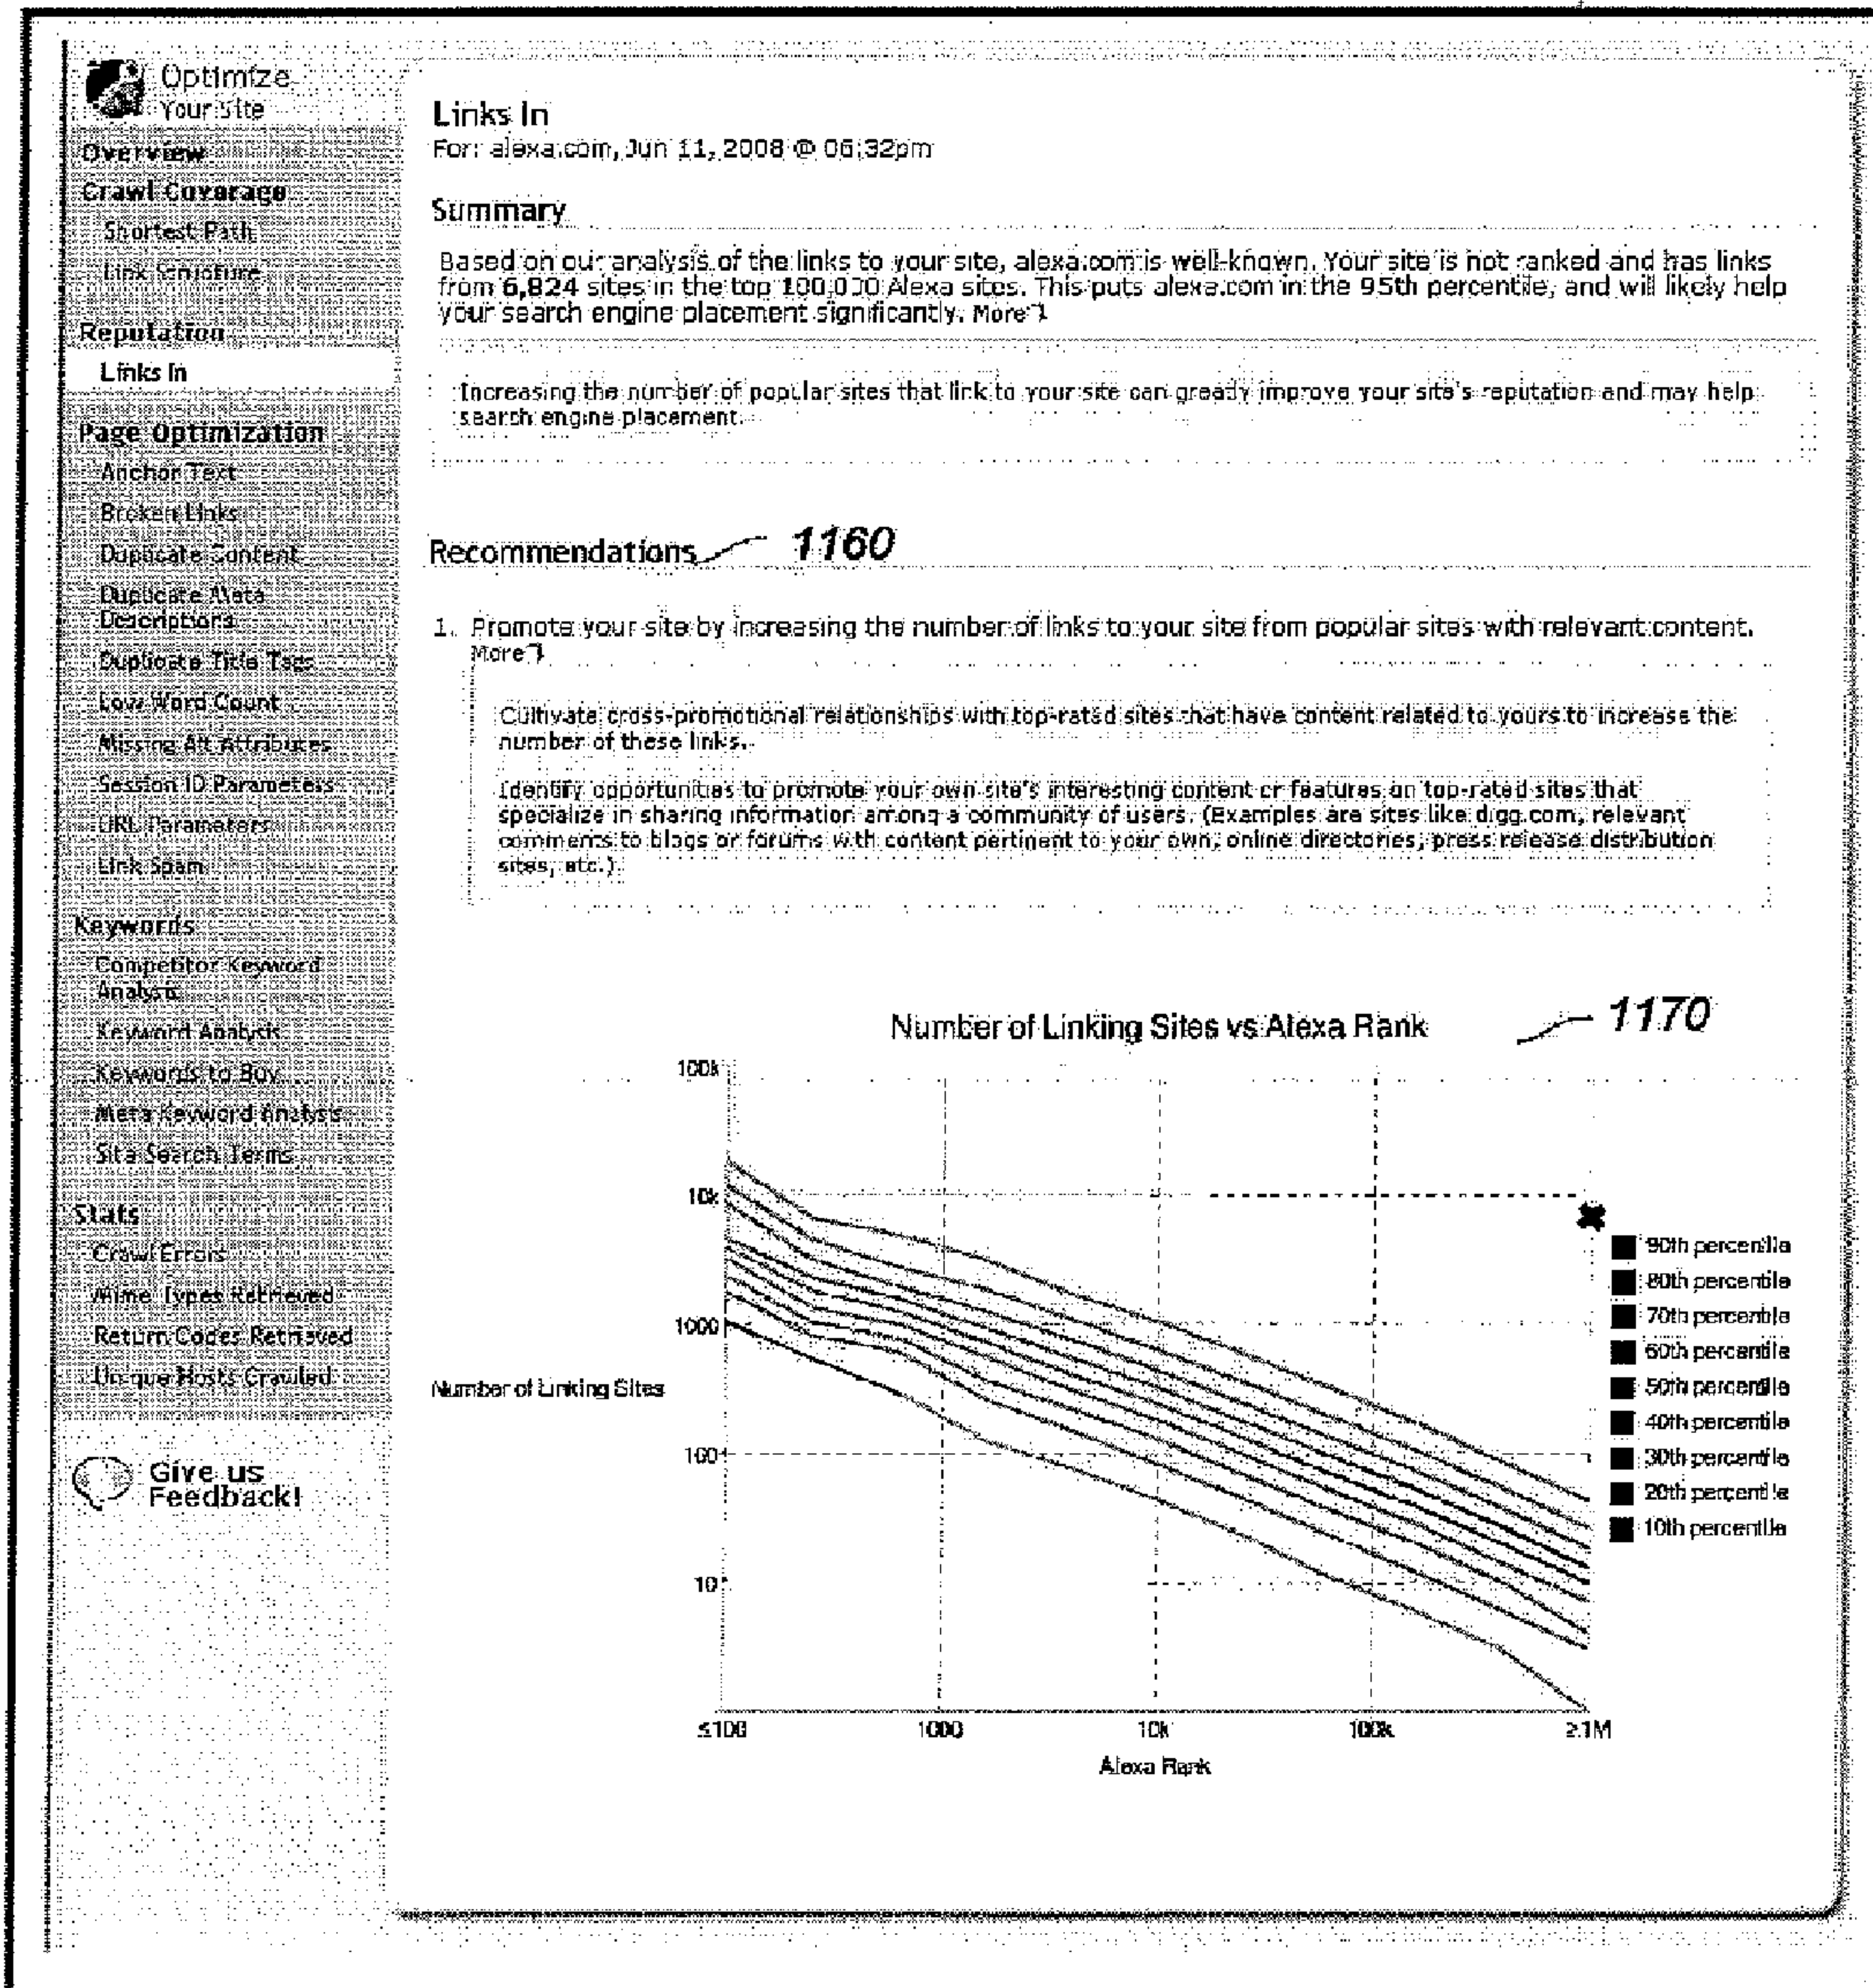 Optimize
Your Site
Overview
Crawl Coverage
Shortest Path
Link Structure
Reputation
Links In
Page Optimization
Anchor Text
Broken Links
Duplicate Content
Duplicate Meta
Descriptions
Duplicate Title Tags
Low Word Count
Missing Alt Attributes
Session ID Parameters
URL Parameters
Link Spam
Keywords
Competitor Keyword
Analysis
Keyword Analysis
Keywords to Buy
Meta Keyword Analysis
Site Search Terms
Stats
Crawl Errors
Mime Types Retrieved
Return Codes Retrieved
Unique Hosts Crawled
Give us
Feedback!
Links In
For: alexa.com, Jun 11, 2008 @ 06:32pm
Summary
Based on our analysis of the links to your site, alexa.com is well-known. Your site is not ranked and has links
from 6,824 sites in the top 100,000 Alexa sites. This puts alexa.com in the 95th percentile, and will likely help
your search engine placement significantly. More
Increasing the number of popular sites that link to your site can greatly improve your site's reputation and may help
search engine placement.
Recommendations 1160
1. Promote your site by increasing the number of links to your site from popular sites with relevant content.
More
Cultivate cross-promotional relationships with top-rated sites that have content related to yours to increase the
number of these links.
Identify opportunities to promote your own site's interesting content or features on top-rated sites that
specialize in sharing information among a community of users. (Examples are sites like digg.com, relevant
comments to blogs or forums with content pertinent to your own, online directories, press release distribution
sites, etc.)
Number of Linking Sites vs Alexa Rank 1170
100k
10k
1000
100
10
Number of Linking Sites
≤100 1000 10k 100k ≥1M
Alexa Rank
90th percentile
80th percentile
70th percentile
60th percentile
50th percentile
40th percentile
30th percentile
20th percentile
10th percentile